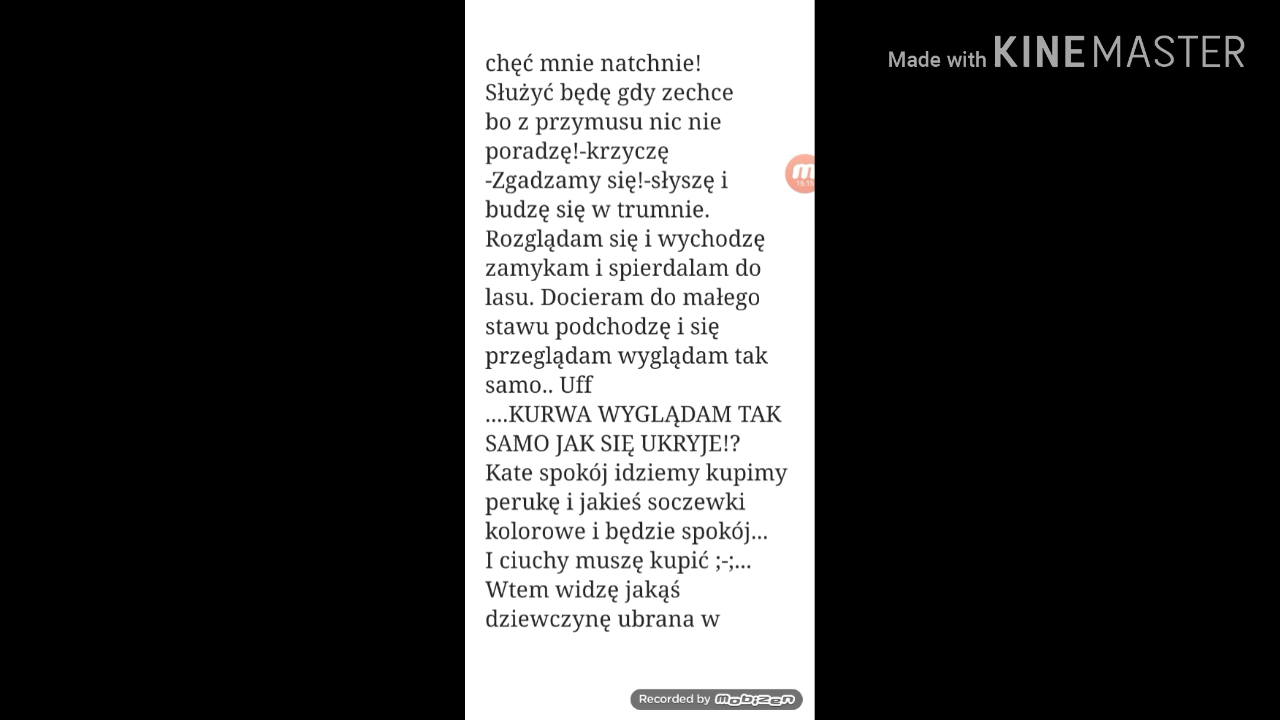 Made with KINEMASTER
chęć mnie natchnie!
Służyć będę gdy zechce
bo z przymusu nic nie
poradzę!-krzyczę
-Zgadzamy się!-słyszę i
budzę się w trumnie.
Rozglądam się i wychodzę
zamykam i spierdalam do
lasu. Docieram do małego
stawu podchodzę i się
przeglądam wyglądam tak
samo.. Uff
....KURWA WYGLĄDAM TAK
SAMO JAK SIĘ UKRYJE!?
Kate spokój idziemy kupimy
perukę i jakieś soczewki
kolorowe i będzie spokój...
I ciuchy muszę kupić ;-;...
Wtem widzę jakąś
dziewczynę ubrana w
Recorded by mobizen